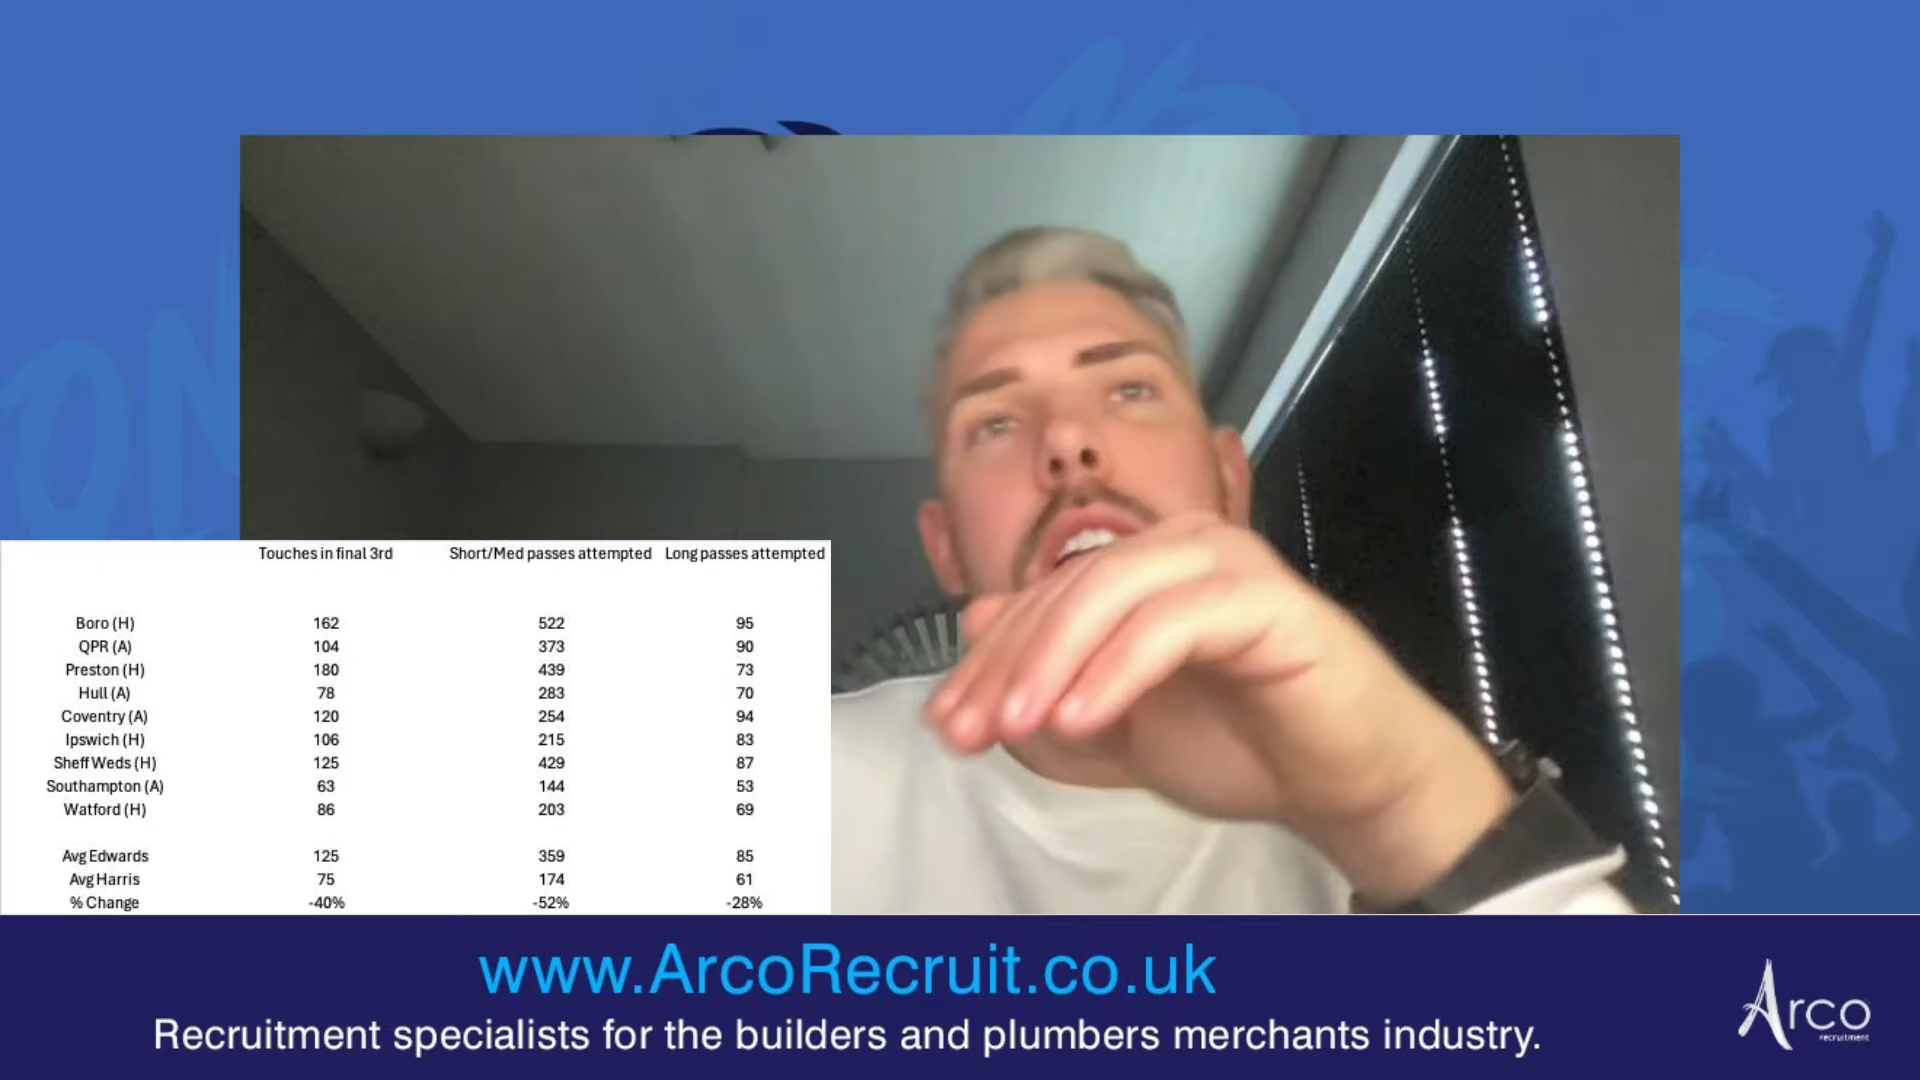 Touches in final 3rd Short/Med passes attempted Long passes attempted
Boro (H) 162 522 95
QPR (A) 104 373 90
Preston (H) 180 439 73
Hull (A) 78 283 70
Coventry (A) 120 254 94
Ipswich (H) 106 215 83
Sheff Weds (H) 125 429 87
Southampton (A) 63 144 53
Watford (H) 86 203 69
Avg Edwards 125 359 85
Avg Harris 75 174 61
% Change -40% -52% -28%
www.ArcoRecruit.co.uk
Recruitment specialists for the builders and plumbers merchants industry.
Arco
recruitment